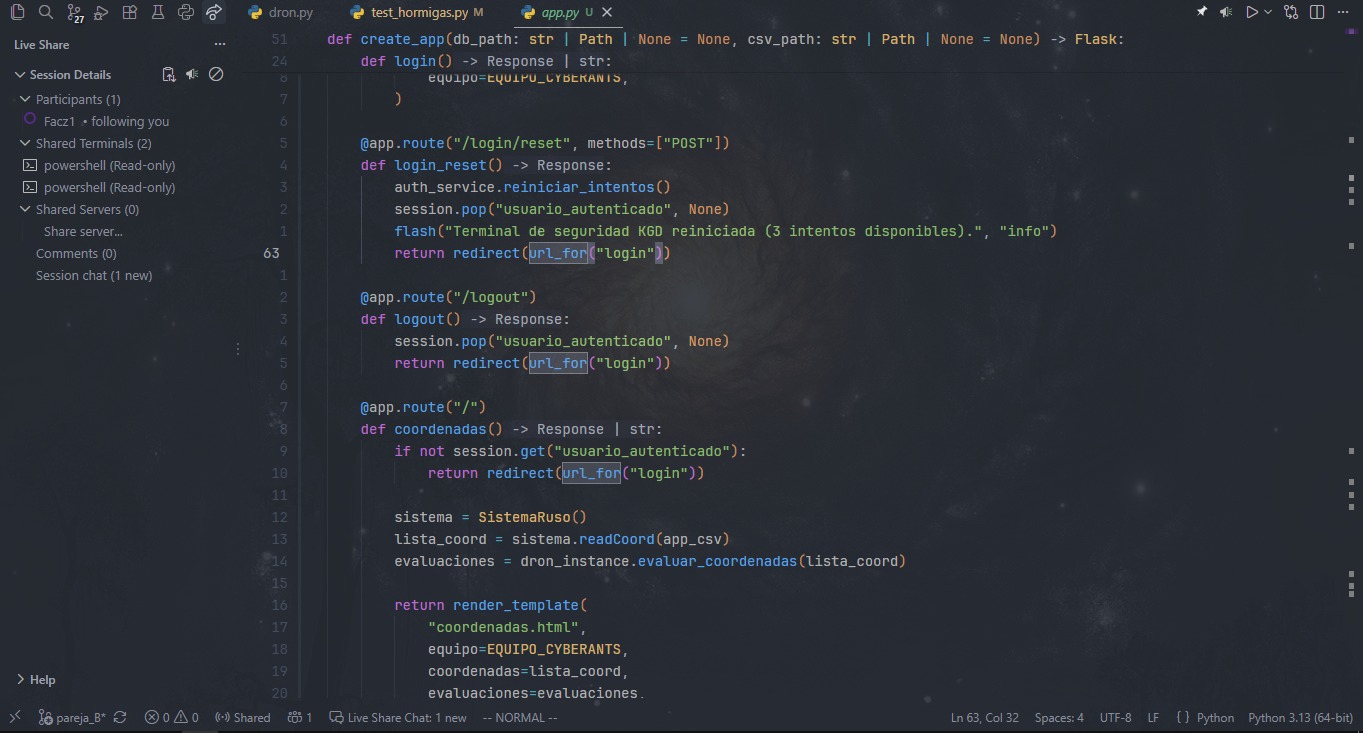 27
dron.py
test_hormigas.py M
app.py U
Live Share
Session Details
Participants (1)
Facz1 • following you
Shared Terminals (2)
powershell (Read-only)
powershell (Read-only)
Shared Servers (0)
Share server...
Comments (0)
Session chat (1 new)
Help
51 def create_app(db_path: str | Path | None = None, csv_path: str | Path | None = None) -> Flask:
24 def login() -> Response | str:
8 equipo=EQUIPO_CYBERANTS,
7 )
6
5 @app.route("/login/reset", methods=["POST"])
4 def login_reset() -> Response:
3 auth_service.reiniciar_intentos()
2 session.pop("usuario_autenticado", None)
1 flash("Terminal de seguridad KGD reiniciada (3 intentos disponibles).", "info")
63 return redirect(url_for("login"))
1
2 @app.route("/logout")
3 def logout() -> Response:
4 session.pop("usuario_autenticado", None)
5 return redirect(url_for("login"))
6
7 @app.route("/")
8 def coordenadas() -> Response | str:
9 if not session.get("usuario_autenticado"):
10 return redirect(url_for("login"))
11
12 sistema = SistemaRuso()
13 lista_coord = sistema.readCoord(app_csv)
14 evaluaciones = dron_instance.evaluar_coordenadas(lista_coord)
15
16 return render_template(
17 "coordenadas.html",
18 equipo=EQUIPO_CYBERANTS,
19 coordenadas=lista_coord,
20 evaluaciones=evaluaciones,
pareja_B* 0 0 Shared 1 Live Share Chat: 1 new -- NORMAL -- Ln 63, Col 32 Spaces: 4 UTF-8 LF { } Python Python 3.13 (64-bit)